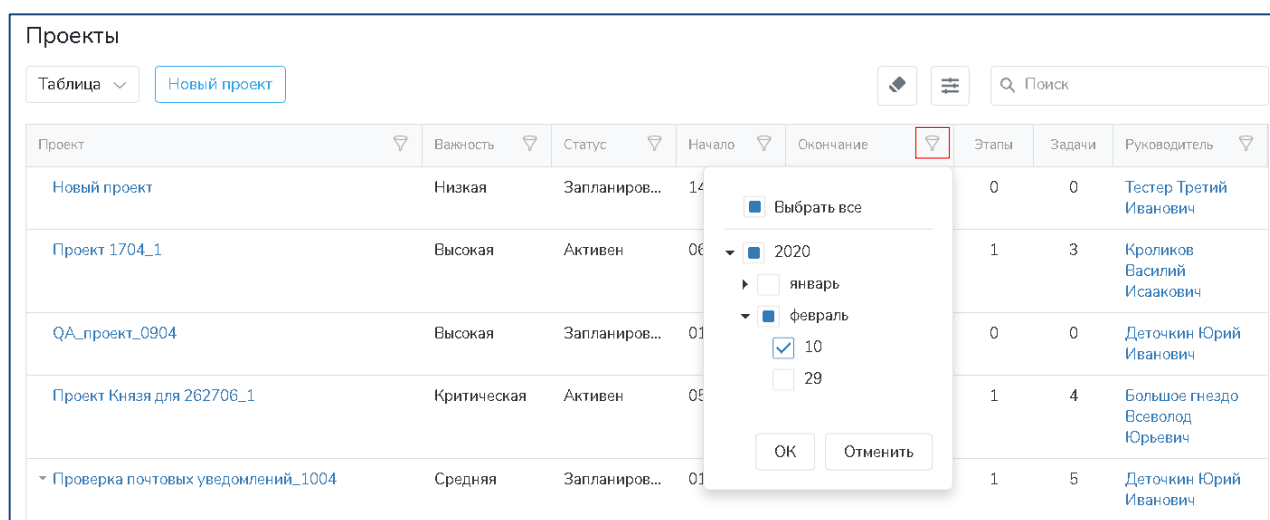 Проекты
Таблица Новый проект Поиск
Проект Важность Статус Начало Окончание Этапы Задачи Руководитель
Новый проект Низкая Запланиров... 14 0 0 Тестер Третий
Иванович
Выбрать все
Проект 1704_1 Высокая Активен 06 1 3 Кроликов
Василий
Исаакович
2020
январь
февраль
QA_проект_0904 Высокая Запланиров... 01 0 0 Деточкин Юрий
Иванович
10
29
Проект Князя для 262706_1 Критическая Активен 05 1 4 Большое гнездо
Всеволод
Юрьевич
ОК Отменить
Проверка почтовых уведомлений_1004 Средняя Запланиров... 01 1 5 Деточкин Юрий
Иванович